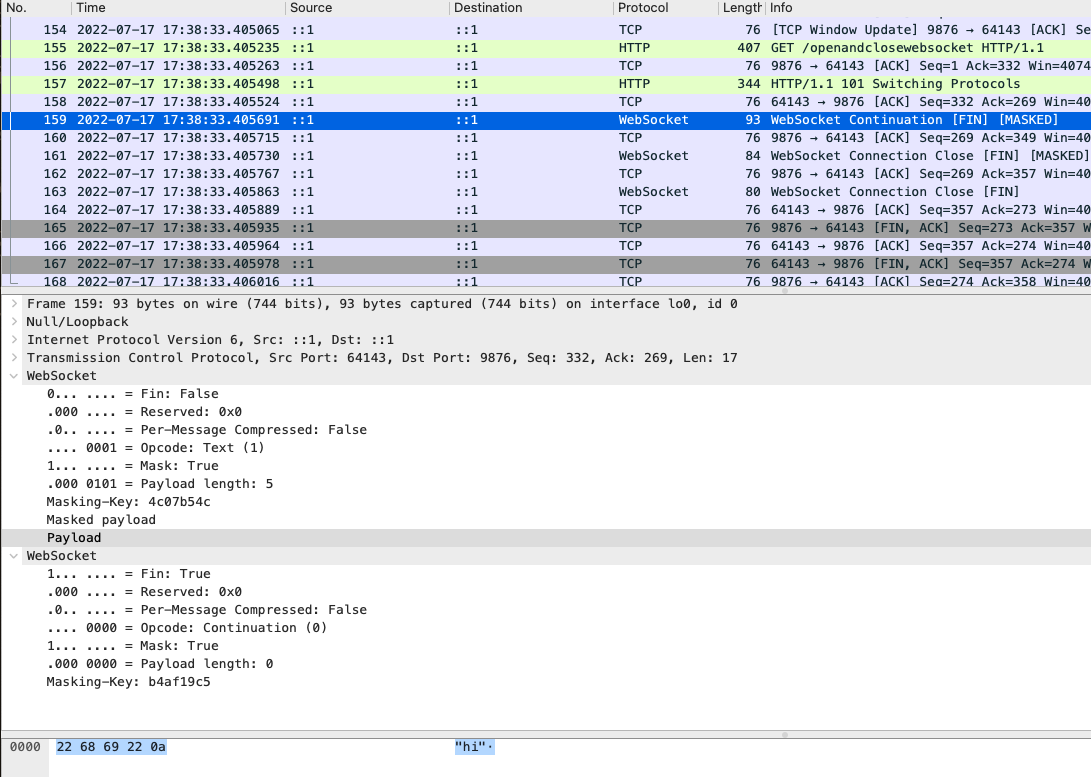 No. Time Source Destination Protocol Length Info
154 2022-07-17 17:38:33.405065 ::1 ::1 TCP 76 [TCP Window Update] 9876 → 64143 [ACK] Se
155 2022-07-17 17:38:33.405235 ::1 ::1 HTTP 407 GET /openandclosewebsocket HTTP/1.1
156 2022-07-17 17:38:33.405263 ::1 ::1 TCP 76 9876 → 64143 [ACK] Seq=1 Ack=332 Win=4074
157 2022-07-17 17:38:33.405498 ::1 ::1 HTTP 344 HTTP/1.1 101 Switching Protocols
158 2022-07-17 17:38:33.405524 ::1 ::1 TCP 76 64143 → 9876 [ACK] Seq=332 Ack=269 Win=40
159 2022-07-17 17:38:33.405691 ::1 ::1 WebSocket 93 WebSocket Continuation [FIN] [MASKED]
160 2022-07-17 17:38:33.405715 ::1 ::1 TCP 76 9876 → 64143 [ACK] Seq=269 Ack=349 Win=40
161 2022-07-17 17:38:33.405730 ::1 ::1 WebSocket 84 WebSocket Connection Close [FIN] [MASKED]
162 2022-07-17 17:38:33.405767 ::1 ::1 TCP 76 9876 → 64143 [ACK] Seq=269 Ack=357 Win=40
163 2022-07-17 17:38:33.405863 ::1 ::1 WebSocket 80 WebSocket Connection Close [FIN]
164 2022-07-17 17:38:33.405889 ::1 ::1 TCP 76 64143 → 9876 [ACK] Seq=357 Ack=273 Win=40
165 2022-07-17 17:38:33.405935 ::1 ::1 TCP 76 9876 → 64143 [FIN, ACK] Seq=273 Ack=357 W
166 2022-07-17 17:38:33.405964 ::1 ::1 TCP 76 64143 → 9876 [ACK] Seq=357 Ack=274 Win=40
167 2022-07-17 17:38:33.405978 ::1 ::1 TCP 76 64143 → 9876 [FIN, ACK] Seq=357 Ack=274 W
168 2022-07-17 17:38:33.406016 ::1 ::1 TCP 76 9876 → 64143 [ACK] Seq=274 Ack=358 Win=40
Frame 159: 93 bytes on wire (744 bits), 93 bytes captured (744 bits) on interface lo0, id 0
Null/Loopback
Internet Protocol Version 6, Src: ::1, Dst: ::1
Transmission Control Protocol, Src Port: 64143, Dst Port: 9876, Seq: 332, Ack: 269, Len: 17
WebSocket
0... .... = Fin: False
.000 .... = Reserved: 0x0
.0.. .... = Per-Message Compressed: False
.... 0001 = Opcode: Text (1)
1... .... = Mask: True
.000 0101 = Payload length: 5
Masking-Key: 4c07b54c
Masked payload
Payload
WebSocket
1... .... = Fin: True
.000 .... = Reserved: 0x0
.0.. .... = Per-Message Compressed: False
.... 0000 = Opcode: Continuation (0)
1... .... = Mask: True
.000 0000 = Payload length: 0
Masking-Key: b4af19c5
0000 22 68 69 22 0a "hi"·